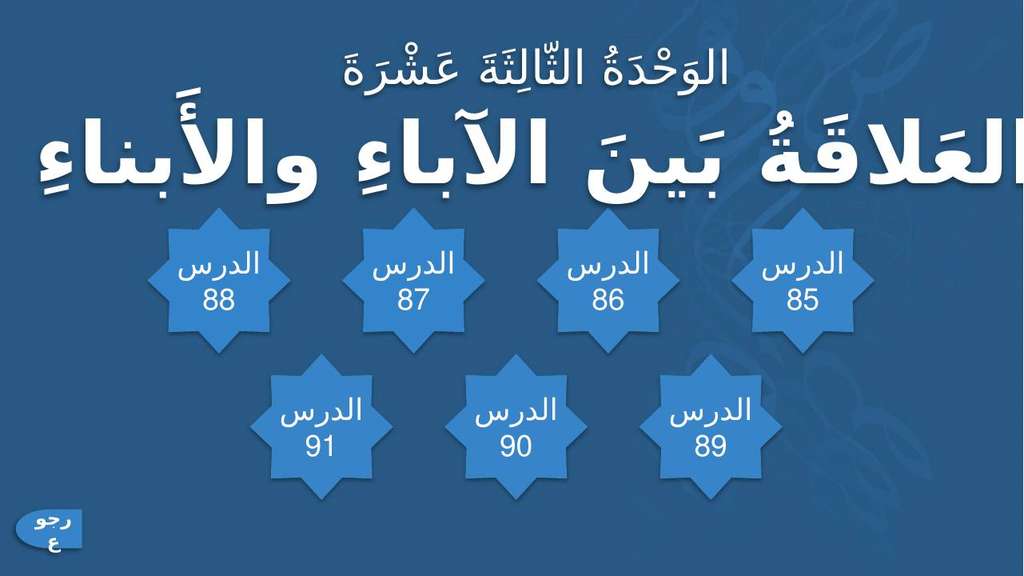 الوَحْدَةُ الثّالِثَةَ عَشْرَةَ
العَلاقَةُ بَينَ الآباءِ والأَبناءِ
الدرس
85
الدرس
86
الدرس
87
الدرس
88
الدرس
89
الدرس
90
الدرس
91
رجو
ع